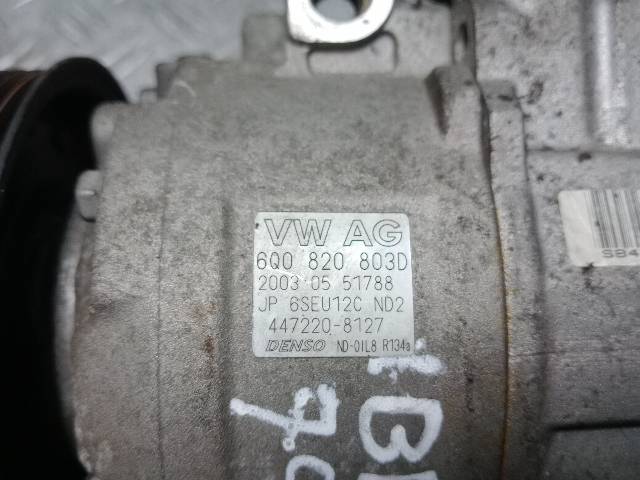 VW AG
6Q0 820 803D
2003 05 51788
JP 6SEU12C ND2
447220-8127
DENSO ND-OIL8 R134a